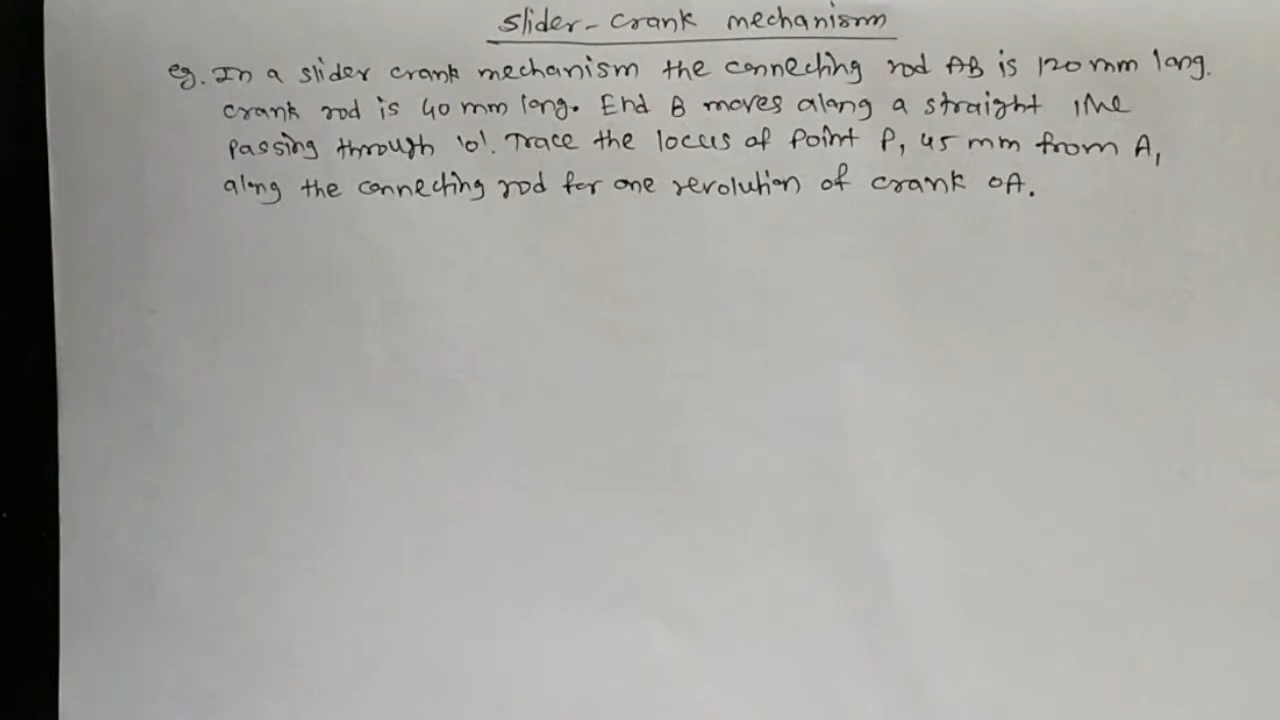 Slider-Crank mechanism
eg. In a slider crank mechanism the connecting rod AB is 120 mm long.
crank rod is 40 mm long. End B moves along a straight line
passing through 'o'. Trace the locus of point P, 45 mm from A,
along the connecting rod for one revolution of crank OA.